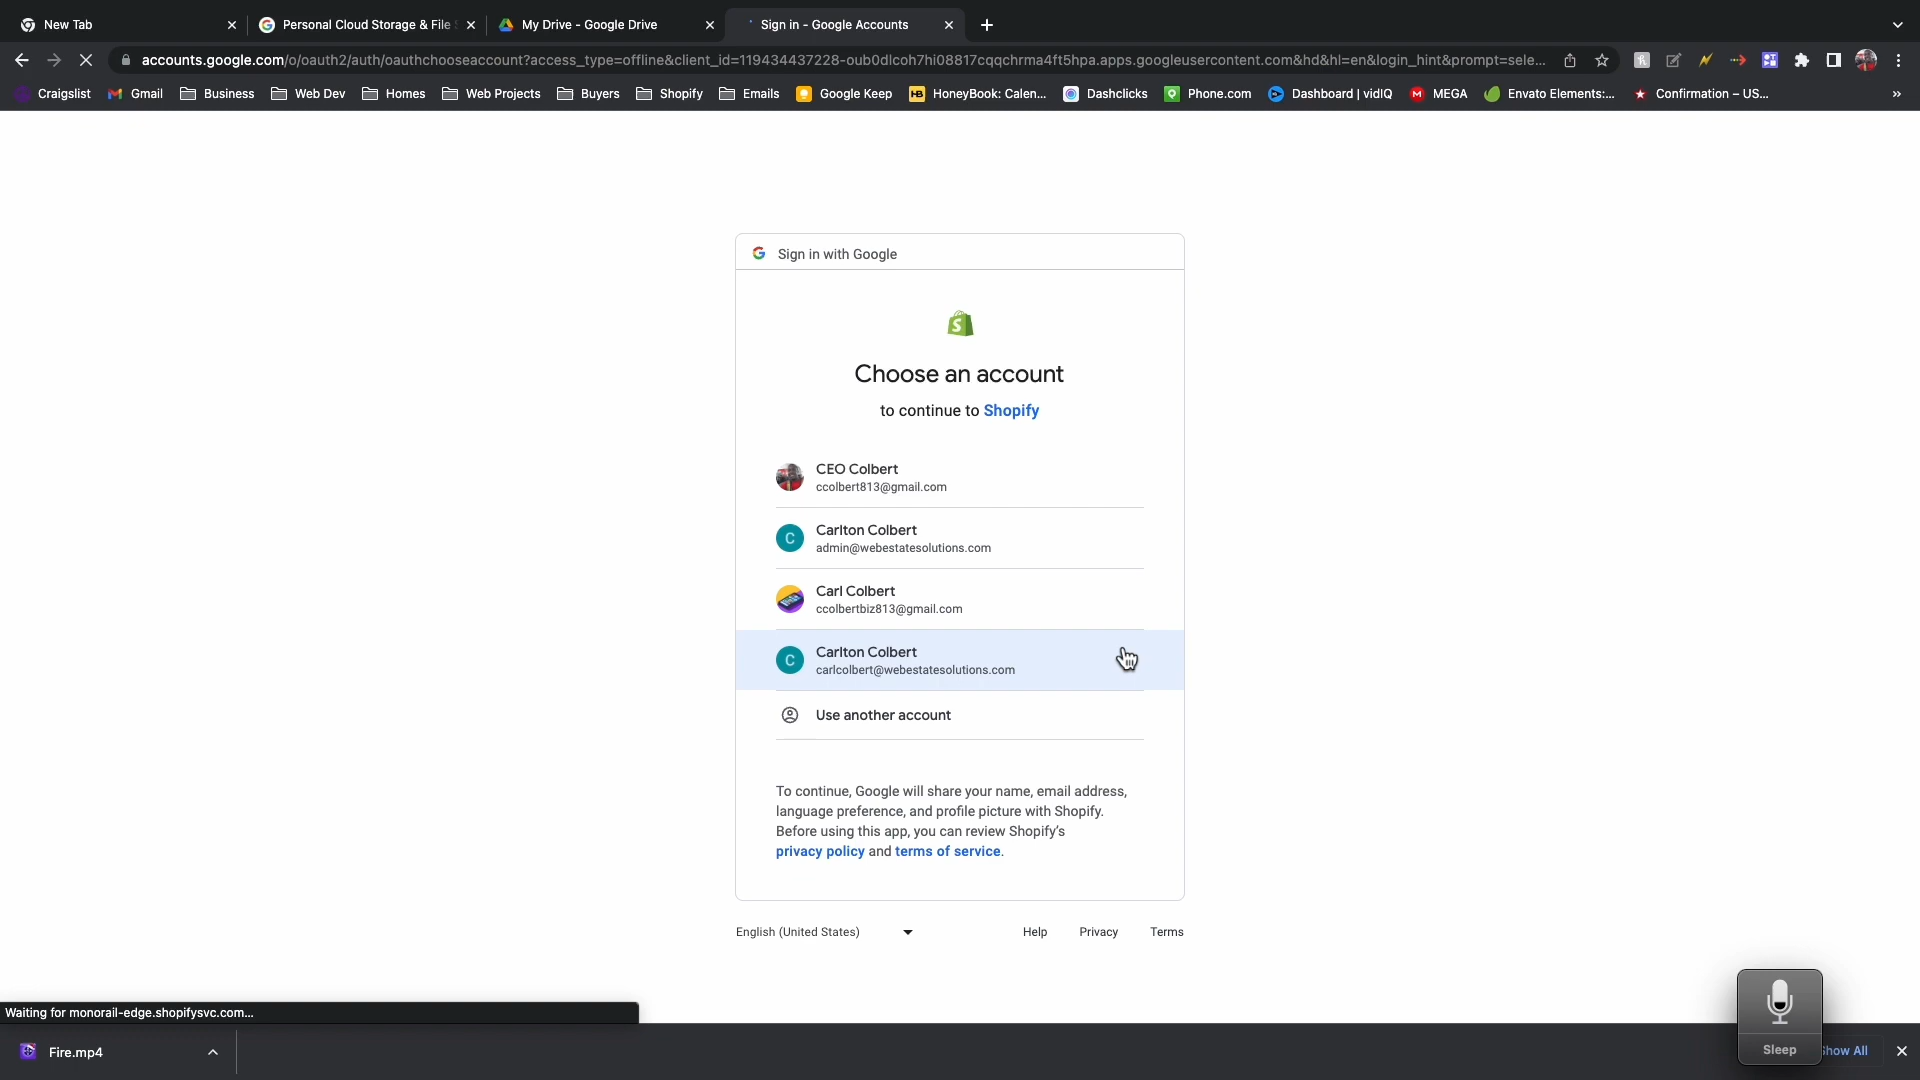 New Tab
Personal Cloud Storage & File S
My Drive - Google Drive
Sign in - Google Accounts
accounts.google.com/o/oauth2/auth/oauthchooseaccount?access_type=offline&client_id=119434437228-oub0dlcoh7hi08817cqqchrma4ft5hpa.apps.googleusercontent.com&hd&hl=en&login_hint&prompt=sele...
Craigslist
Gmail
Business
Web Dev
Homes
Web Projects
Buyers
Shopify
Emails
Google Keep
HB HoneyBook: Calen...
Dashclicks
Phone.com
Dashboard | vidIQ
MEGA
Envato Elements:...
Confirmation – US...
Sign in with Google
Choose an account
to continue to Shopify
CEO Colbert
ccolbert813@gmail.com
C
Carlton Colbert
admin@webestatesolutions.com
Carl Colbert
ccolbertbiz813@gmail.com
C
Carlton Colbert
carlcolbert@webestatesolutions.com
Use another account
To continue, Google will share your name, email address,
language preference, and profile picture with Shopify.
Before using this app, you can review Shopify's
privacy policy and terms of service.
English (United States)
Help
Privacy
Terms
Waiting for monorail-edge.shopifysvc.com...
Fire.mp4
Sleep
Show All